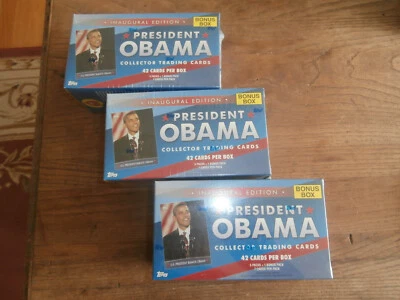 INAUGURAL EDITION
BONUS
BOX
PRESIDENT
OBAMA
COLLECTOR TRADING CARDS
42 CARDS PER BOX
Topps
INAUGURAL EDITION
BONUS
BOX
PRESIDENT
OBAMA
COLLECTOR TRADING CARDS
42 CARDS PER BOX
Topps
INAUGURAL EDITION
BONUS
BOX
PRESIDENT
OBAMA
COLLECTOR TRADING CARDS
42 CARDS PER BOX
Topps